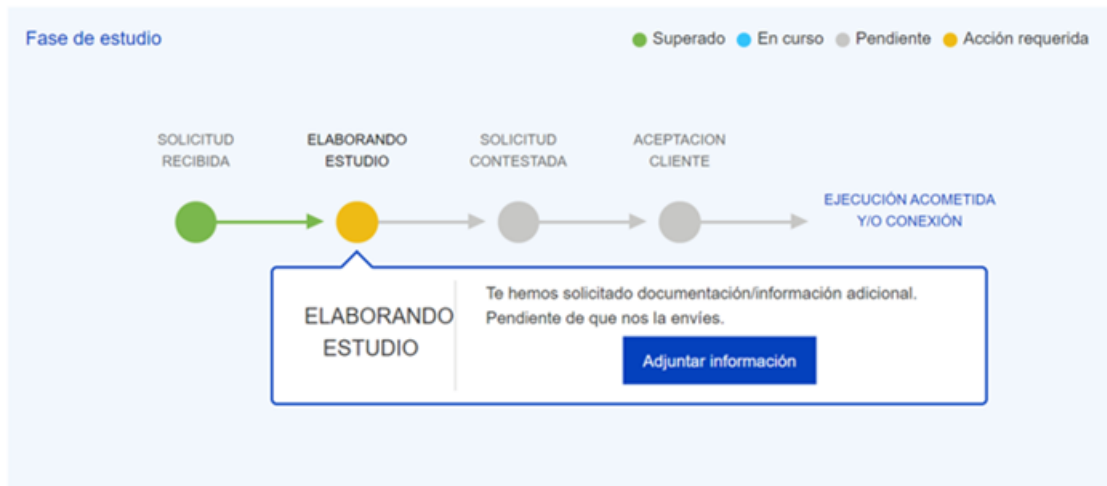 Fase de estudio
Superado
En curso
Pendiente
Acción requerida
SOLICITUD
RECIBIDA
ELABORANDO
ESTUDIO
SOLICITUD
CONTESTADA
ACEPTACION
CLIENTE
EJECUCIÓN ACOMETIDA
Y/O CONEXIÓN
ELABORANDO
ESTUDIO
Te hemos solicitado documentación/información adicional.
Pendiente de que nos la envíes.
Adjuntar información